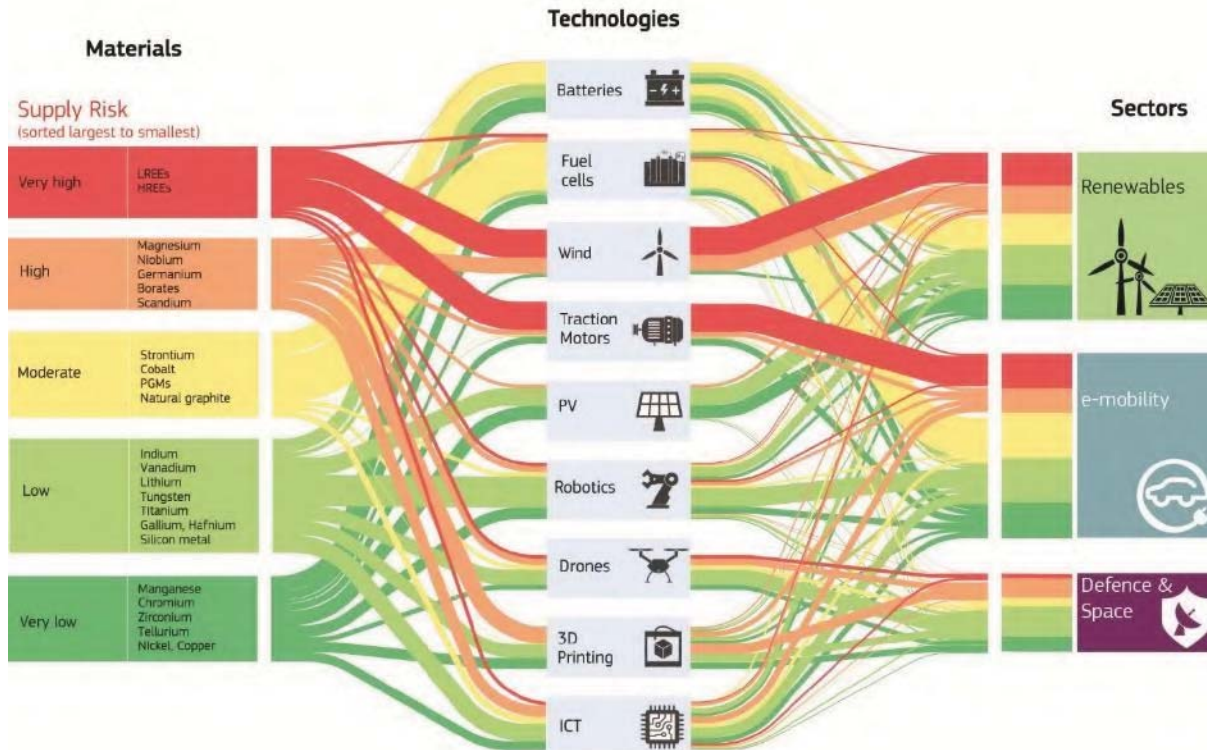 Technologies
Materials
Supply Risk
(sorted largest to smallest)
Sectors
Very high
LREEs
HREEs
High
Magnesium
Niobium
Germanium
Borates
Scandium
Moderate
Strontium
Cobalt
PGMs
Natural graphite
Low
Indium
Vanadium
Lithium
Tungsten
Titanium
Gallium, Hafnium
Silicon metal
Very low
Manganese
Chromium
Zirconium
Tellurium
Nickel, Copper
Batteries
Fuel
cells
Wind
Traction
Motors
PV
Robotics
Drones
3D
Printing
ICT
Renewables
e-mobility
Defence &
Space